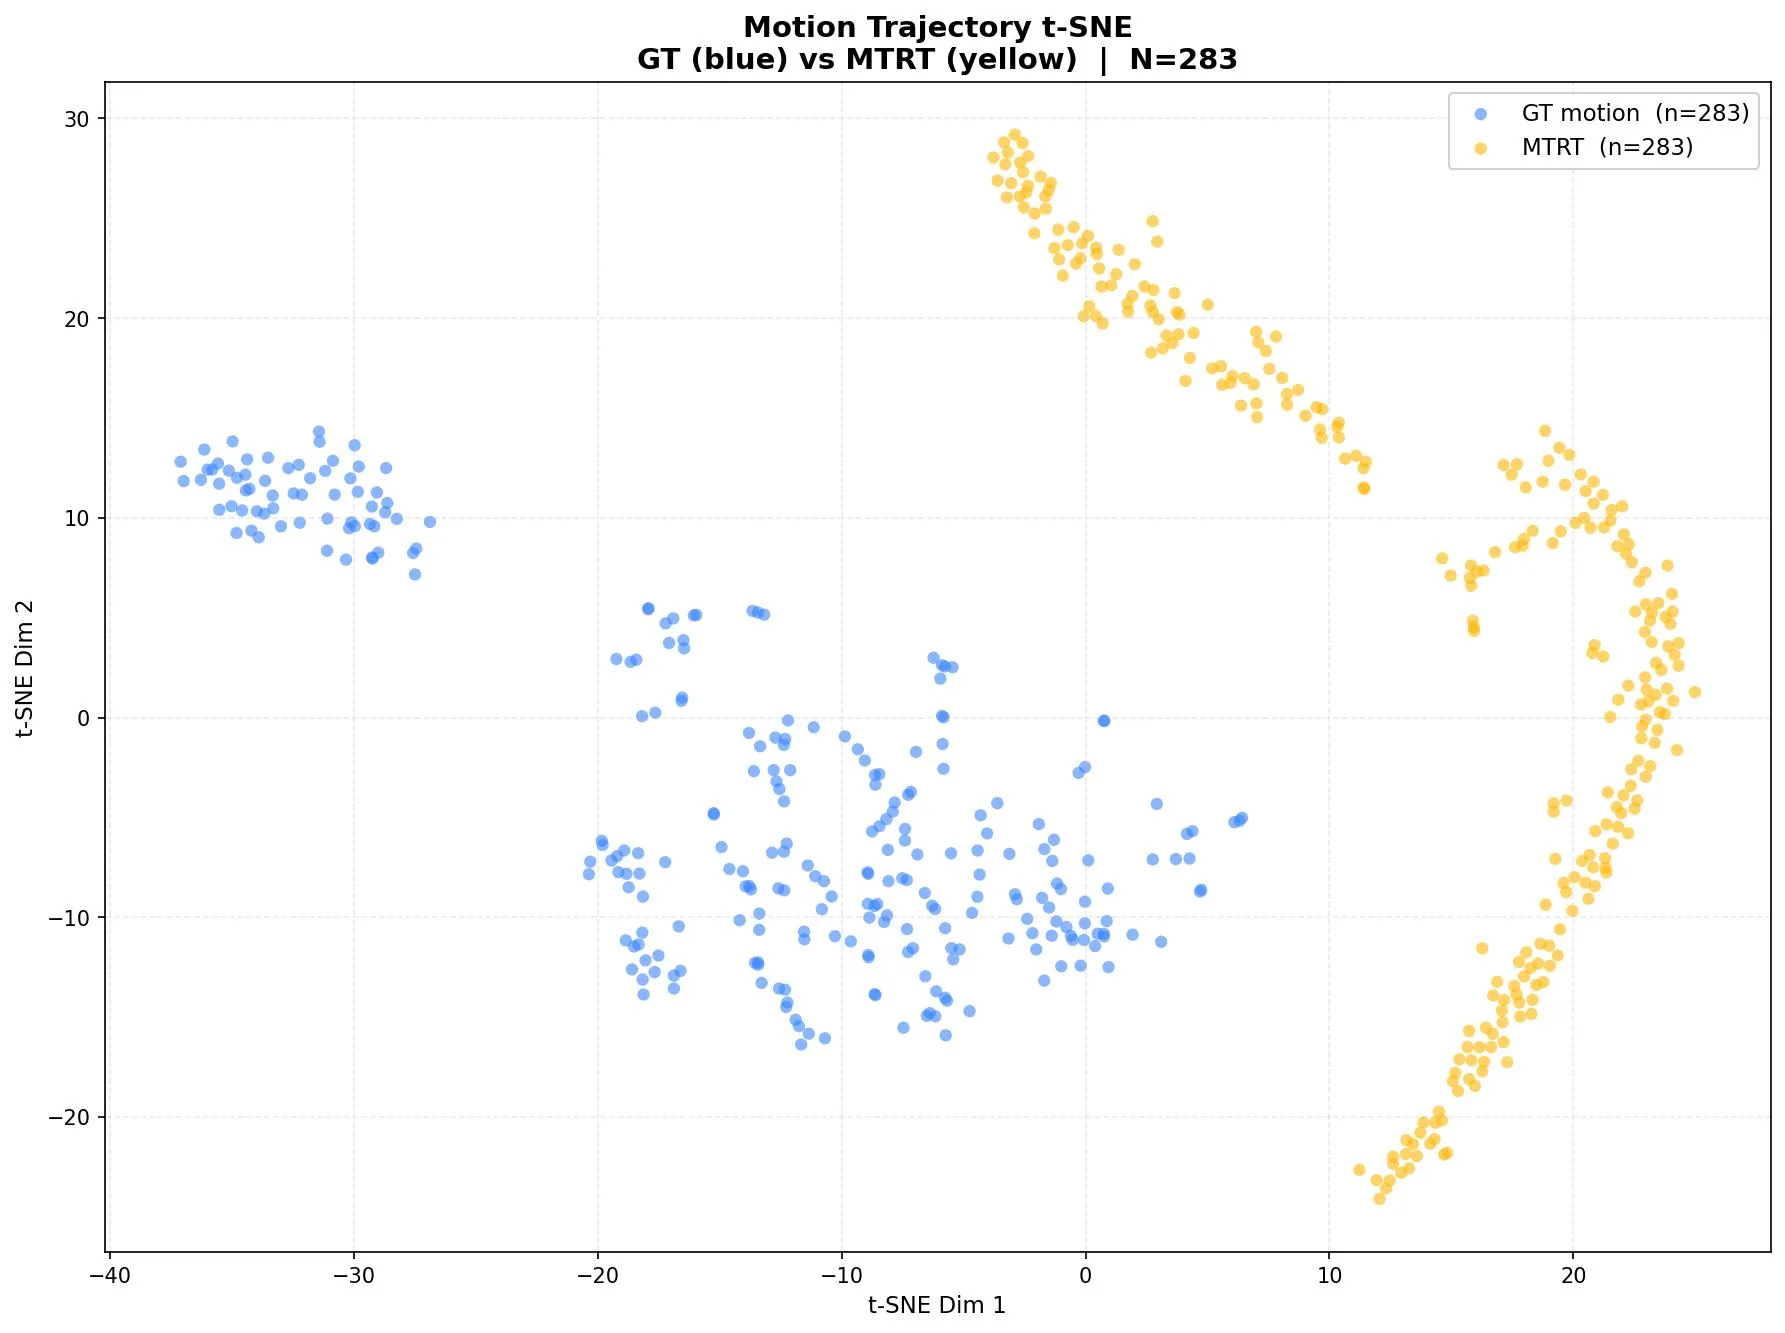 Motion Trajectory t-SNE
GT (blue) vs MTRT (yellow)  |  N=283
GT motion  (n=283)
MTRT  (n=283)
30
20
10
0
−10
−20
t-SNE Dim 2
−40
−30
−20
−10
0
10
20
t-SNE Dim 1